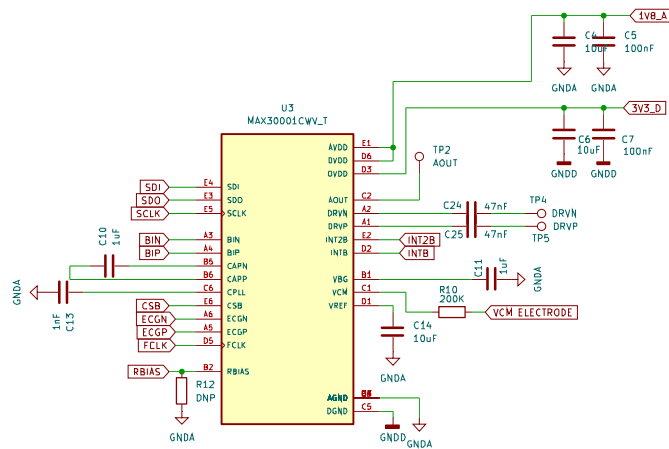 1V8_A
C4
10uF
C5
100nF
GNDA
GNDA
3V3_D
C6
10uF
C7
100nF
GNDD
GNDD
U3
MAX30001CWV_T
AVDD
E1
DVDD
D6
OVDD
D3
TP2
AOUT
SDI
E4
SDI
SDO
E3
SDO
SCLK
E5
SCLK
AOUT
C2
DRVN
A2
C24
47nF
TP4
DRVN
DRVP
A1
C25
47nF
DRVP
TP5
BIN
A3
BIN
INT2B
E2
INT2B
BIP
A4
BIP
INTB
D2
INTB
C10
1uF
B5
CAPN
B6
CAPP
VBG
B1
C11
1uF
GNDA
GNDA
1nF
C13
C6
CPLL
VCM
C1
R10
200K
VCM ELECTRODE
CSB
E6
CSB
VREF
D1
ECGN
A6
ECGN
ECGP
A5
ECGP
FCLK
D5
FCLK
C14
10uF
GNDA
RBIAS
B2
RBIAS
R12
DNP
GNDA
AGND
DGND
C5
GNDD
GNDA